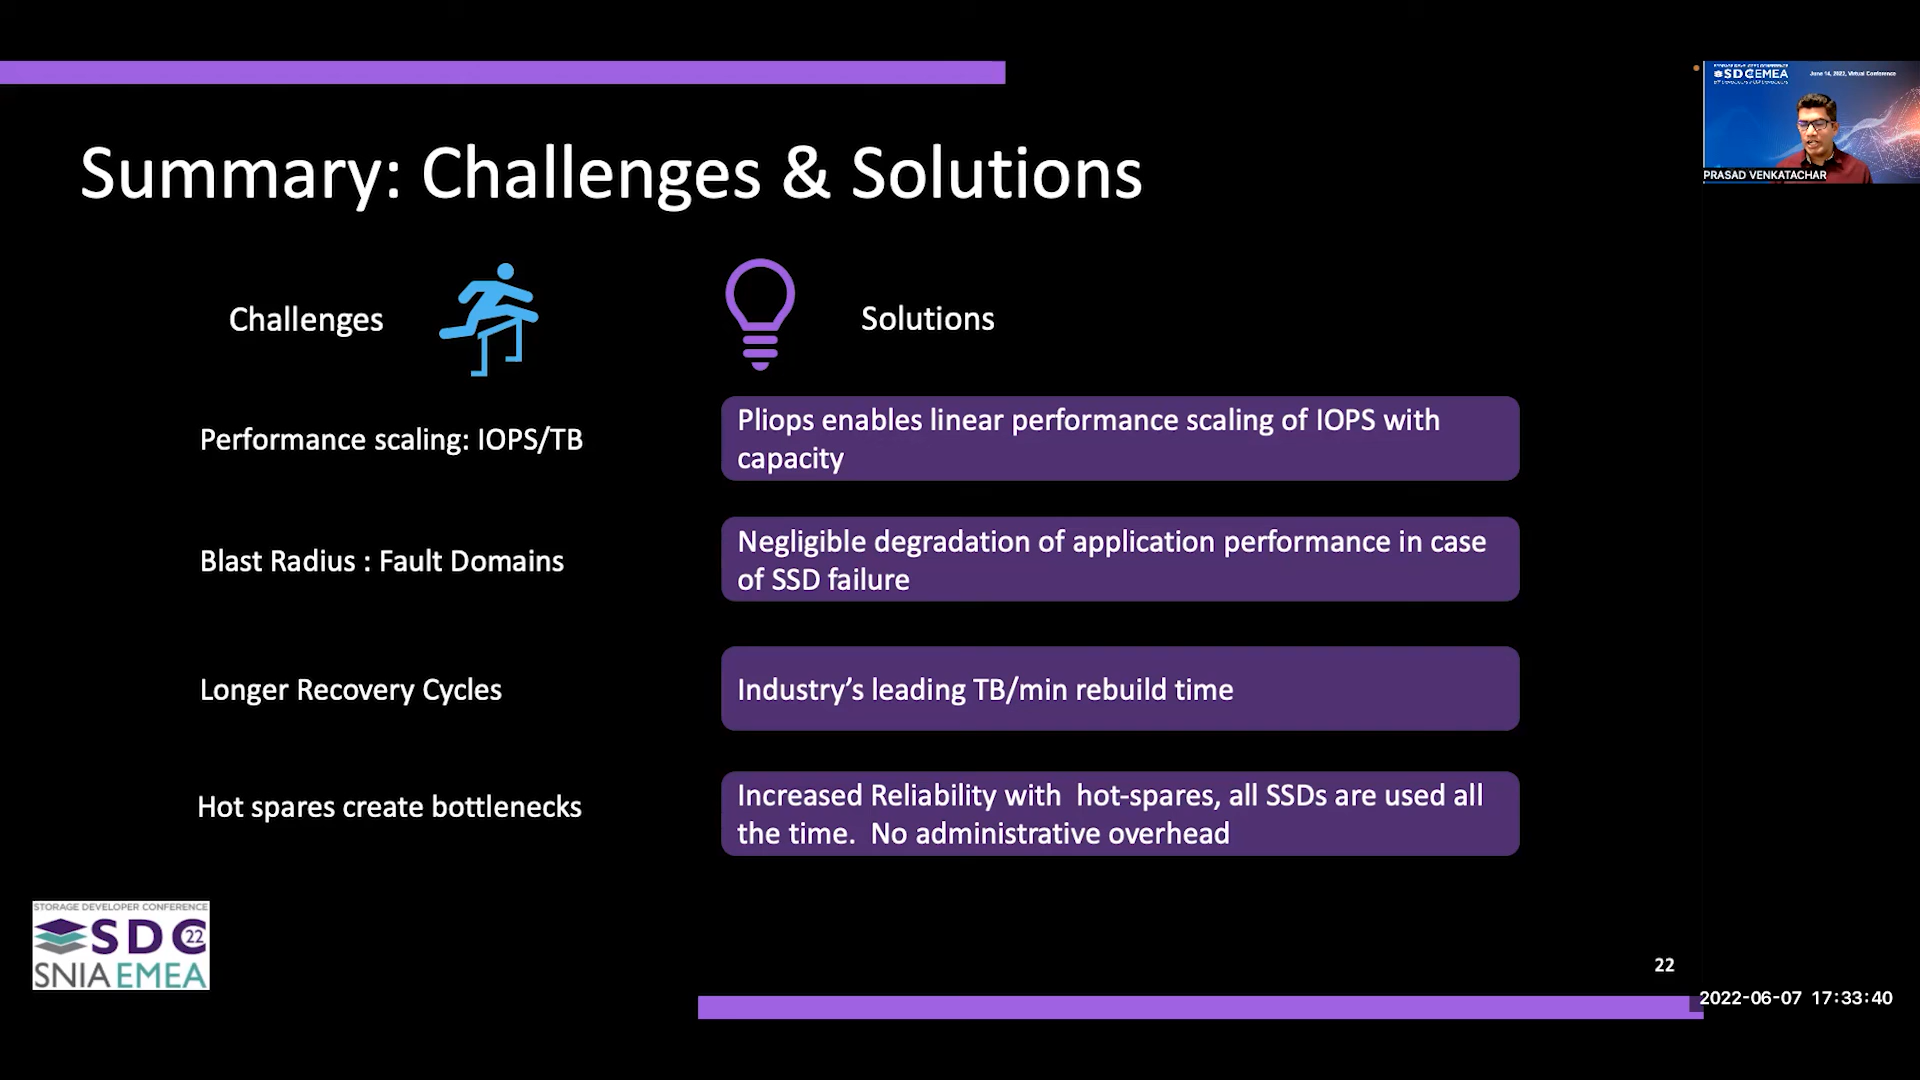 SDC EMEA
June 14, 2022, Virtual Conference
PRASAD VENKATACHAR
Summary: Challenges & Solutions
Challenges
Solutions
Performance scaling: IOPS/TB
Pliops enables linear performance scaling of IOPS with
capacity
Blast Radius : Fault Domains
Negligible degradation of application performance in case
of SSD failure
Longer Recovery Cycles
Industry’s leading TB/min rebuild time
Hot spares create bottlenecks
Increased Reliability with  hot-spares, all SSDs are used all
the time.  No administrative overhead
STORAGE DEVELOPER CONFERENCE
SDC 22
SNIA EMEA
22
2022-06-07 17:33:40